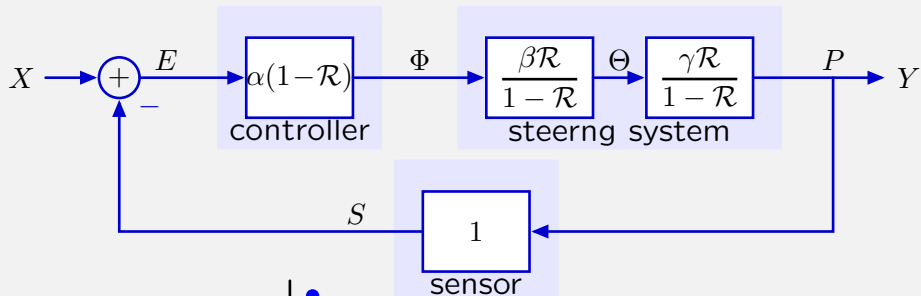 X + E α(1−ℛ) Φ βℛ/(1 − ℛ) Θ γℛ/(1 − ℛ) P Y
−
controller steerng system
S 1
sensor